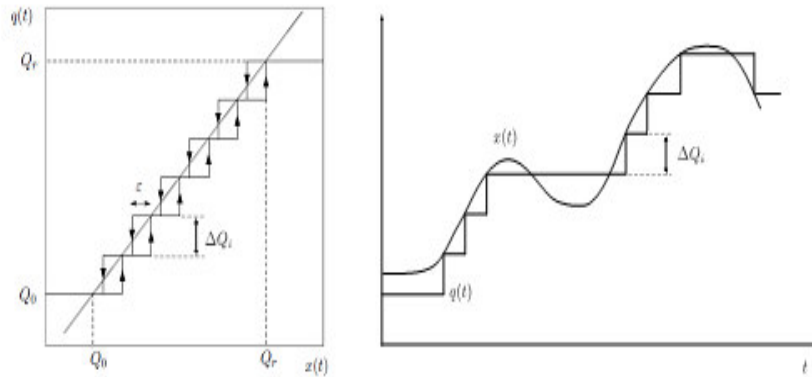 q(t)
Q_r
ε
ΔQ_i
Q_0
Q_0
Q_r
x(t)
x(t)
ΔQ_i
q(t)
t